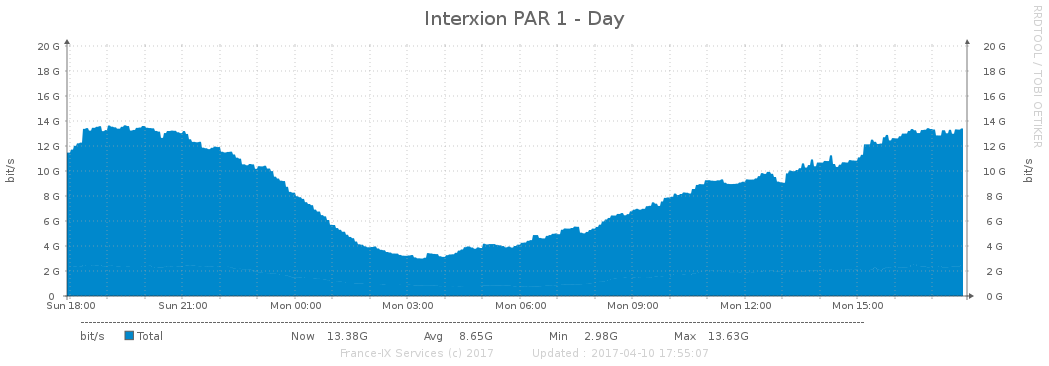 Interxion PAR 1 - Day
RRDTOOL / TOBI OETIKER
20 G 20 G
18 G 18 G
16 G 16 G
14 G 14 G
12 G 12 G
10 G 10 G
8 G 8 G
6 G 6 G
4 G 4 G
2 G 2 G
0 0 G
bit/s
bit/s
Sun 18:00 Sun 21:00 Mon 00:00 Mon 03:00 Mon 06:00 Mon 09:00 Mon 12:00 Mon 15:00
bit/s Total Now 13.38G Avg 8.65G Min 2.98G Max 13.63G
France-IX Services (c) 2017 Updated : 2017-04-10 17:55:07